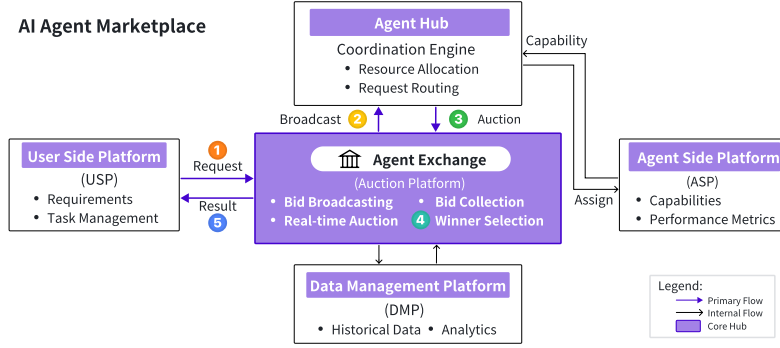 AI Agent Marketplace
Agent Hub
Coordination Engine
• Resource Allocation
• Request Routing
Capability
Broadcast 2
3 Auction
User Side Platform
(USP)
• Requirements
• Task Management
1
Request
Result
5
Agent Exchange
(Auction Platform)
• Bid Broadcasting
• Bid Collection
• Real-time Auction
4 Winner Selection
Agent Side Platform
(ASP)
• Capabilities
• Performance Metrics
Assign
Data Management Platform
(DMP)
• Historical Data • Analytics
Legend:
Primary Flow
Internal Flow
Core Hub